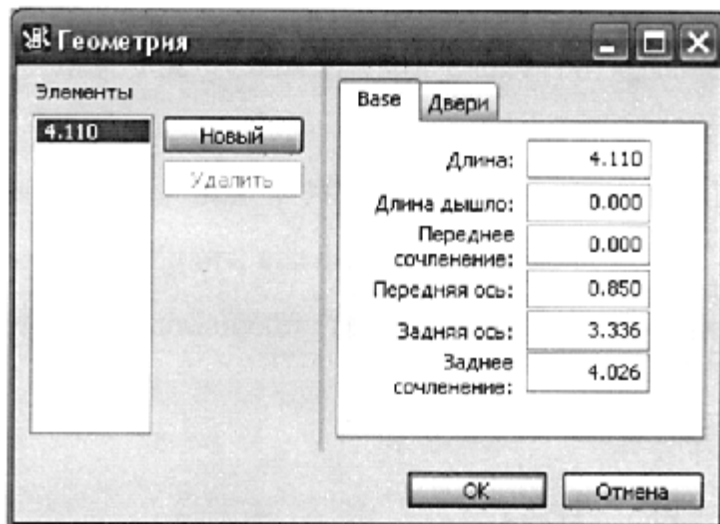 Геометрия
Элементы
4.110
Новый
Удалить
Base
Двери
Длина: 4.110
Длина дышло: 0.000
Переднее
сочленение: 0.000
Передняя ось: 0.850
Задняя ось: 3.336
Заднее
сочленение: 4.026
OK
Отмена